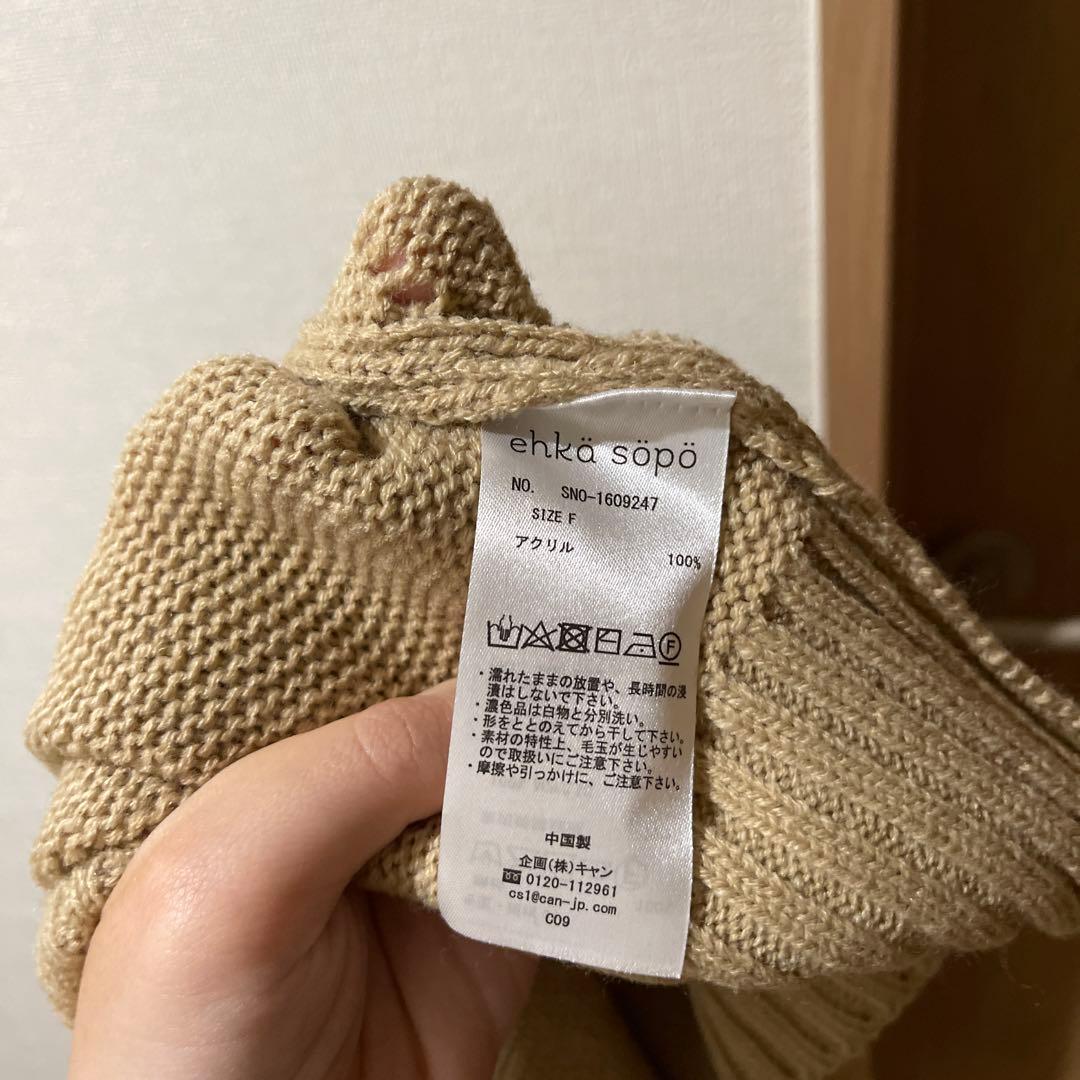 ehkä söpö
NO. SNO-1609247
SIZE F
アクリル 100%
F
・濡れたままの放置や、長時間の浸
漬はしないで下さい。
・濃色品は白物と分別洗い。
・形をととのえてから干して下さい。
・素材の特性上、毛玉が生じやすい
ので取扱いにご注意下さい。
・摩擦や引っかけに、ご注意下さい。
中国製
企画(株)キャン
0120-112961
cs1@can-jp.com
C09